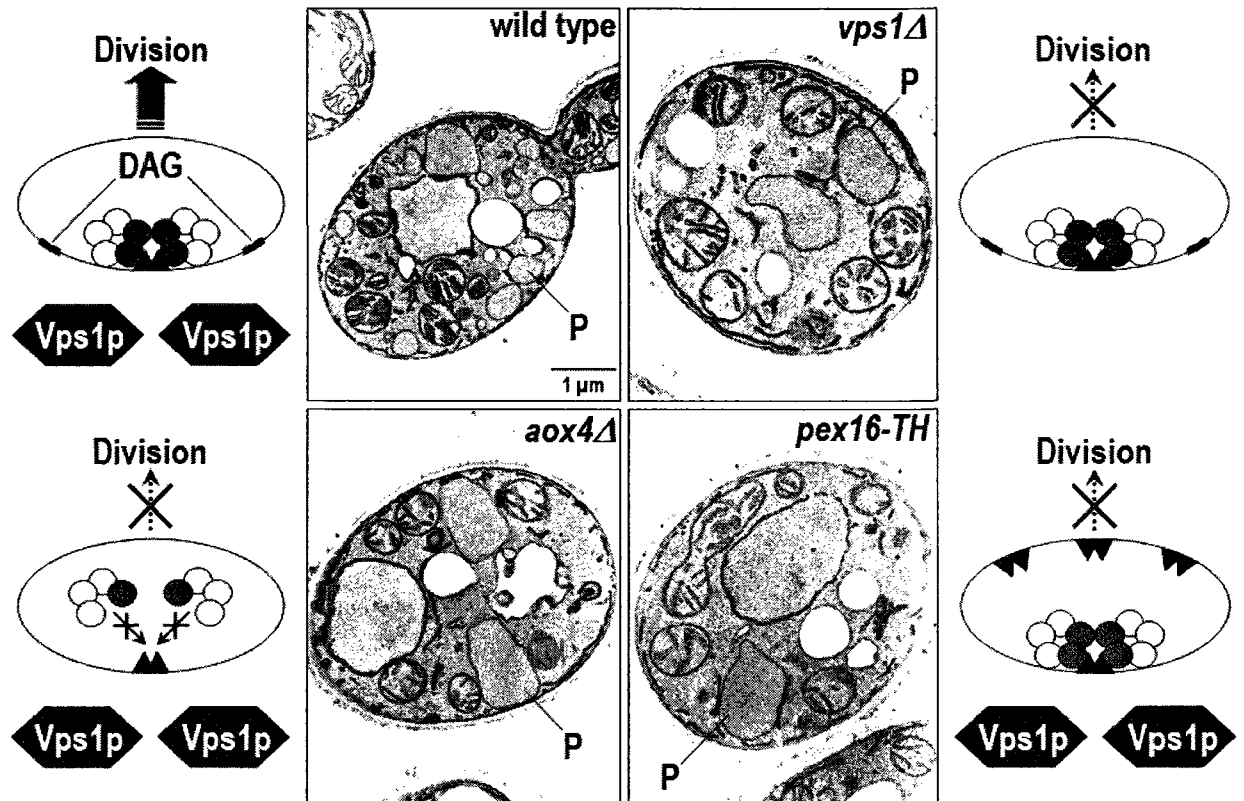 Division
DAG
Vps1p Vps1p
wild type
P
1 µm
vps1Δ
P
Division
Division
Vps1p Vps1p
aox4Δ
P
pex16-TH
P
Division
Vps1p Vps1p